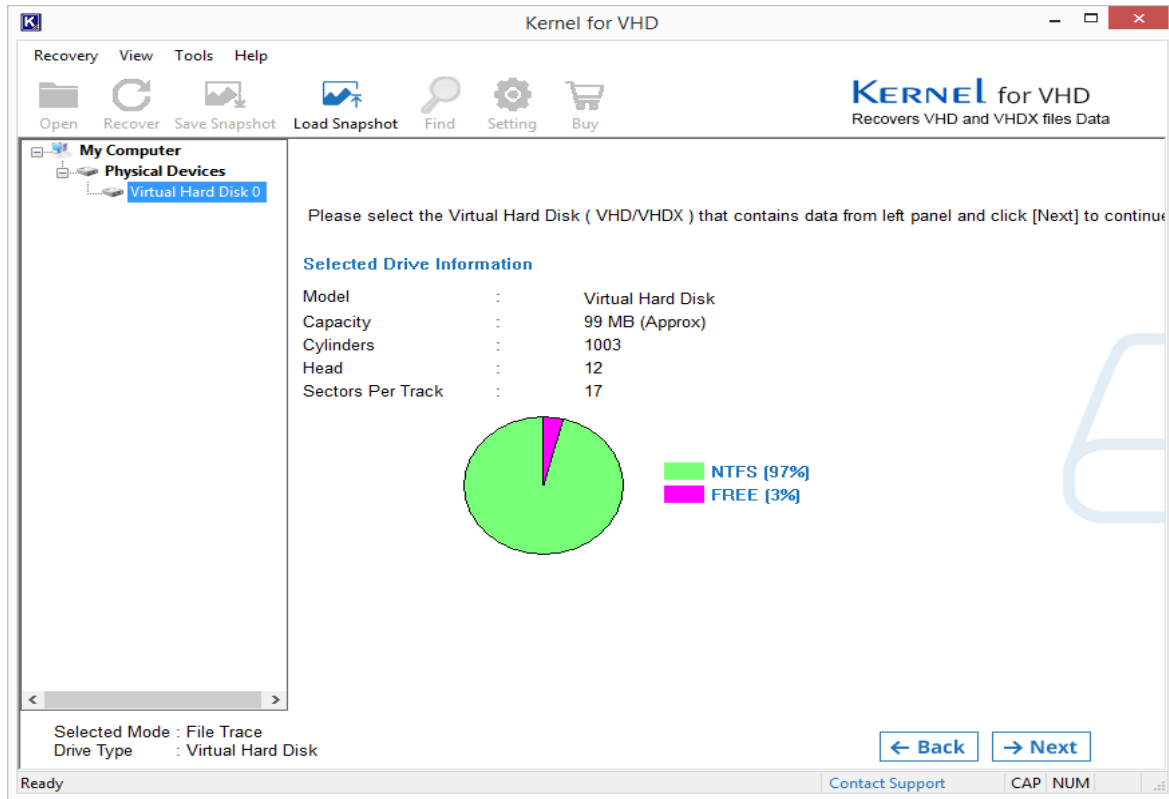 K
Kernel for VHD
Recovery View Tools Help
Open Recover Save Snapshot Load Snapshot Find Setting Buy
KERNEL for VHD
Recovers VHD and VHDX files Data
My Computer
Physical Devices
Virtual Hard Disk 0
Please select the Virtual Hard Disk ( VHD/VHDX ) that contains data from left panel and click [Next] to continue
Selected Drive Information
Model : Virtual Hard Disk
Capacity : 99 MB (Approx)
Cylinders : 1003
Head : 12
Sectors Per Track : 17
NTFS (97%)
FREE (3%)
Selected Mode : File Trace
Drive Type : Virtual Hard Disk
← Back → Next
Ready Contact Support CAP NUM